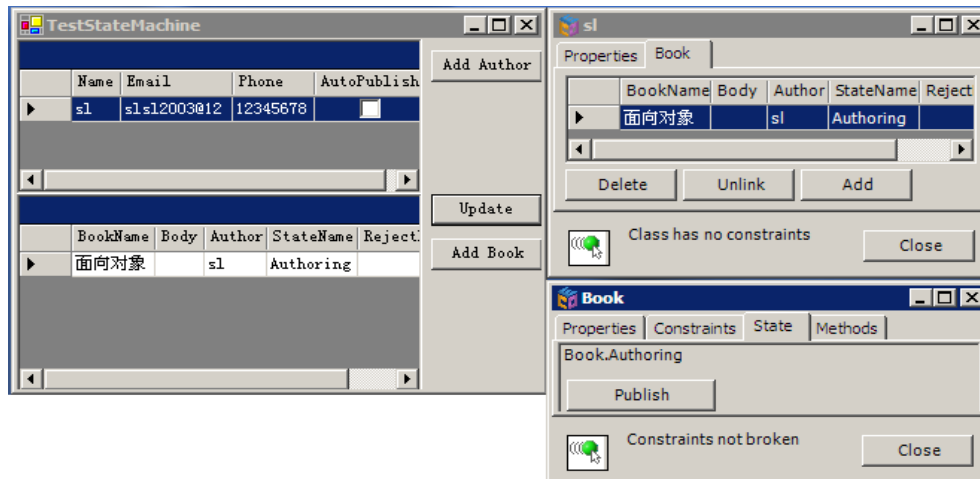 TestStateMachine
Name Email Phone AutoPublish
sl slsl2003@12 12345678
Add Author
Update
Add Book
BookName Body Author StateName Reject
面向对象 sl Authoring
sl
Properties Book
BookName Body Author StateName Reject
面向对象 sl Authoring
Delete Unlink Add
Class has no constraints
Close
Book
Properties Constraints State Methods
Book.Authoring
Publish
Constraints not broken
Close